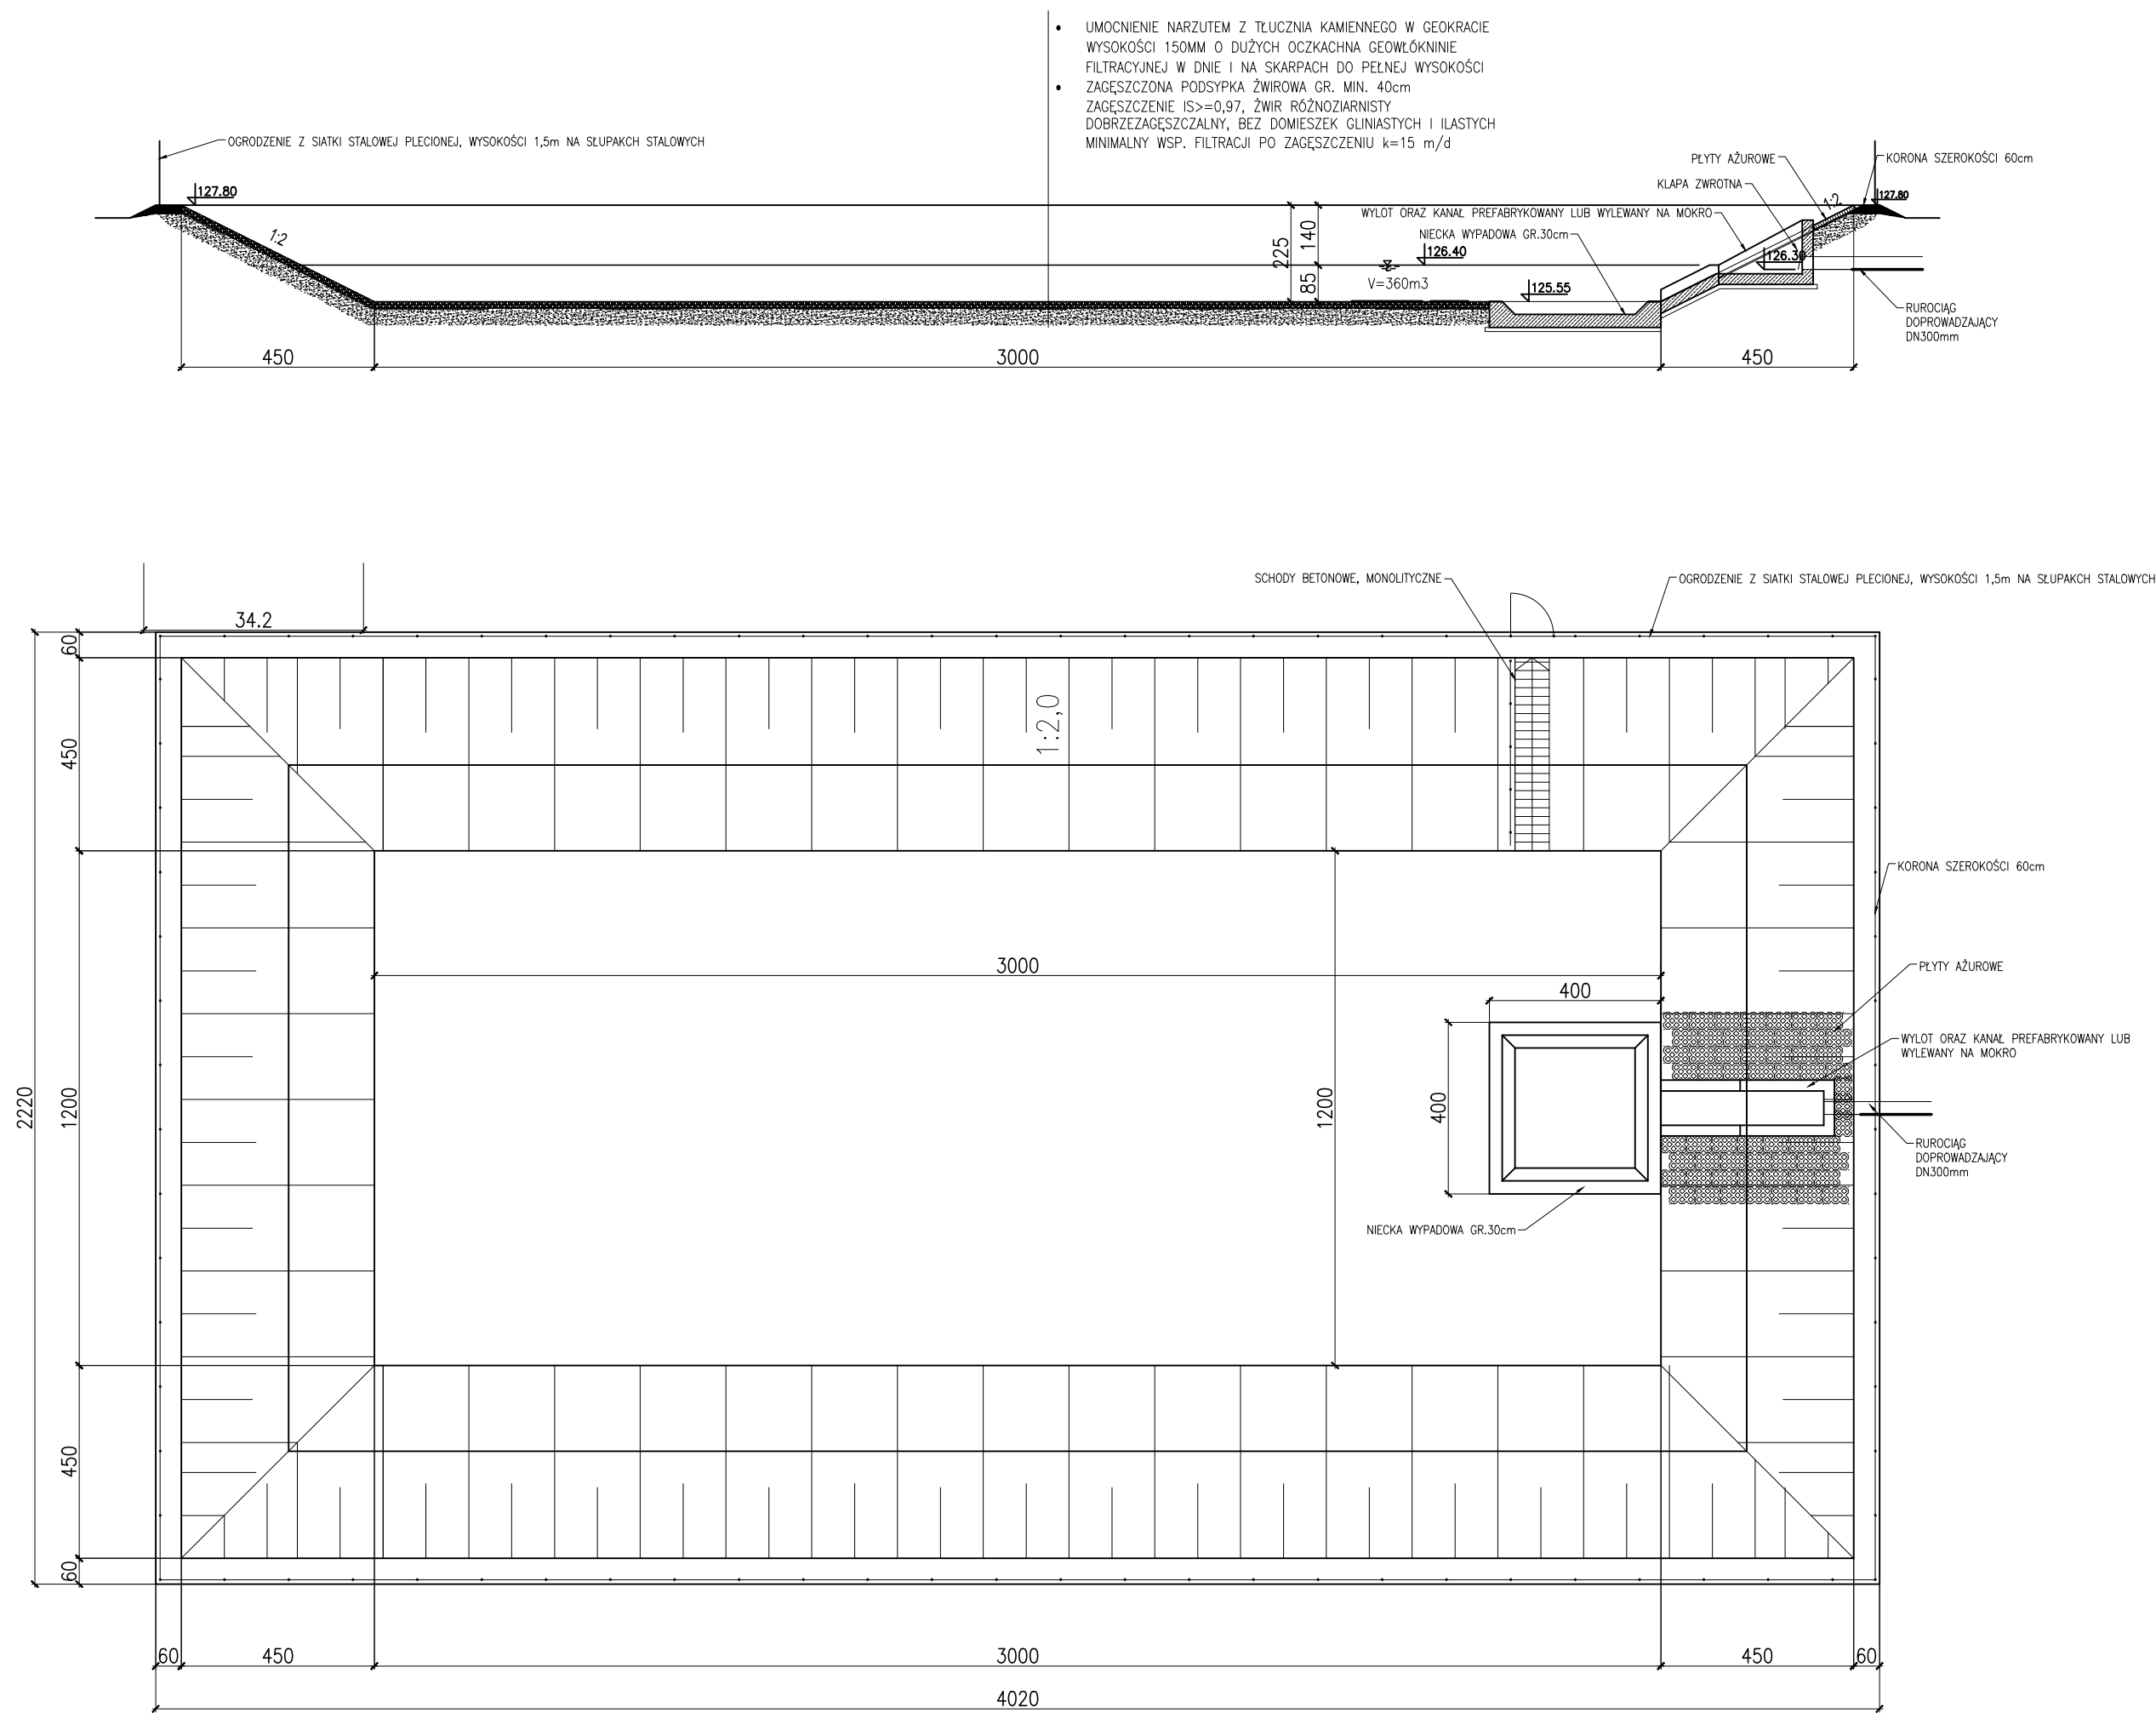 • UMOCNIENIE NARZUTEM Z TŁUCZNIA KAMIENNEGO W GEOKRACIE
WYSOKOŚCI 150MM O DUŻYCH OCZKACHNA GEOWŁÓKNINIE
FILTRACYJNEJ W DNIE I NA SKARPACH DO PEŁNEJ WYSOKOŚCI
• ZAGĘSZCZONA PODSYPKA ŻWIROWA GR. MIN. 40cm
ZAGĘSZCZENIE IS>=0,97, ŻWIR RÓŻNOZIARNISTY
DOBRZEZAGĘSZCZALNY, BEZ DOMIESZEK GLINIASTYCH I ILASTYCH
MINIMALNY WSP. FILTRACJI PO ZAGĘSZCZENIU k=15 m/d
OGRODZENIE Z SIATKI STALOWEJ PLECIONEJ, WYSOKOŚCI 1,5m NA SŁUPAKCH STALOWYCH
PŁYTY AŻUROWE
KORONA SZEROKOŚCI 60cm
KLAPA ZWROTNA
127.80
127.80
1:2
WYLOT ORAZ KANAŁ PREFABRYKOWANY LUB WYLEWANY NA MOKRO
NIECKA WYPADOWA GR.30cm
1:2
225
140
126.40
126.30
85
V=360m3
125.55
RUROCIĄG
DOPROWADZAJĄCY
DN300mm
450
3000
450
SCHODY BETONOWE, MONOLITYCZNE
OGRODZENIE Z SIATKI STALOWEJ PLECIONEJ, WYSOKOŚCI 1,5m NA SŁUPAKCH STALOWYCH
34.2
60
450
1:2,0
KORONA SZEROKOŚCI 60cm
3000
PŁYTY AŻUROWE
400
WYLOT ORAZ KANAŁ PREFABRYKOWANY LUB
WYLEWANY NA MOKRO
2220
1200
1200
400
RUROCIĄG
DOPROWADZAJĄCY
DN300mm
NIECKA WYPADOWA GR.30cm
450
60
60
450
3000
450
60
4020